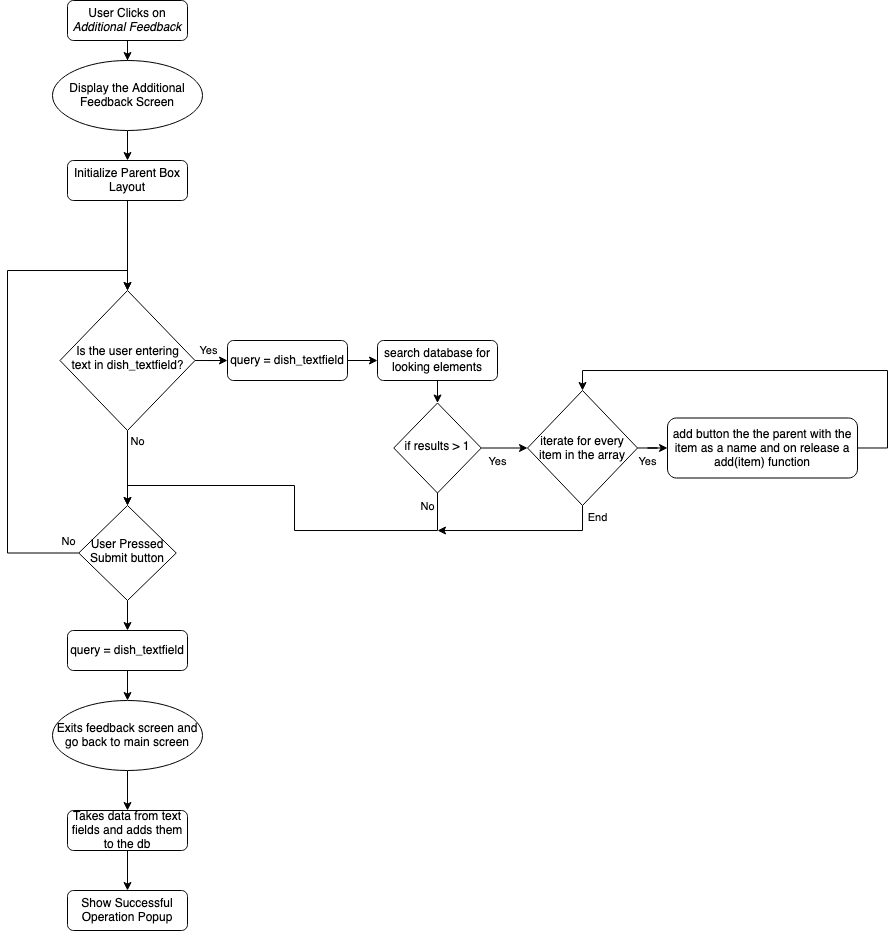 User Clicks on
Additional Feedback
Display the Additional
Feedback Screen
Initialize Parent Box
Layout
Is the user entering
text in dish_textfield?
Yes
query = dish_textfield
search database for
looking elements
No
if results > 1
Yes
iterate for every
item in the array
Yes
add button the the parent with the
item as a name and on release a
add(item) function
No
End
No
User Pressed
Submit button
query = dish_textfield
Exits feedback screen and
go back to main screen
Takes data from text
fields and adds them
to the db
Show Successful
Operation Popup